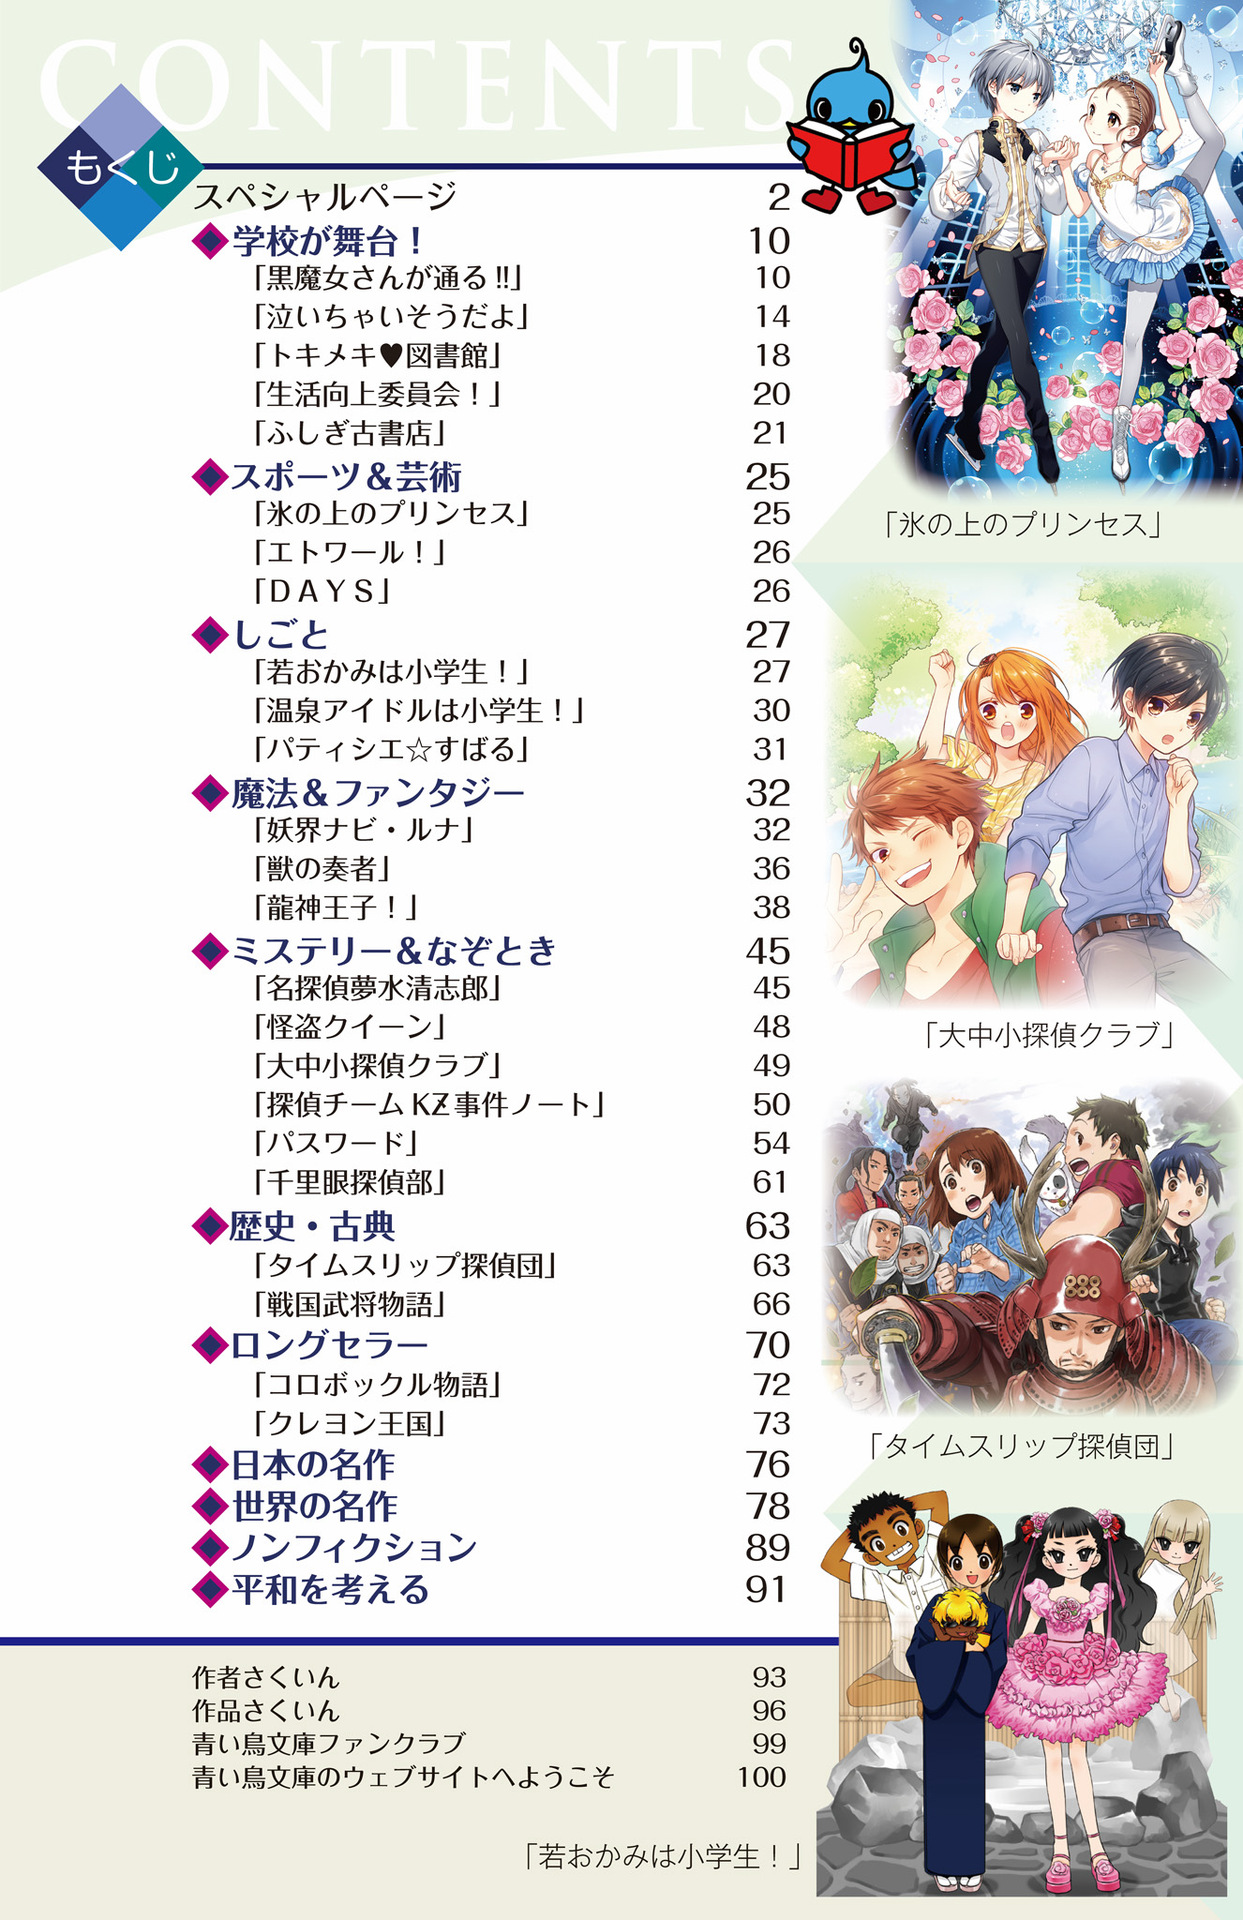 CONTENTS
もくじ
スペシャルページ 2
◆学校が舞台！ 10
「黒魔女さんが通る!!」 10
「泣いちゃいそうだよ」 14
「トキメキ♥図書館」 18
「生活向上委員会！」 20
「ふしぎ古書店」 21
◆スポーツ＆芸術 25
「氷の上のプリンセス」 25
「エトワール！」 26
「ＤＡＹＳ」 26
◆しごと 27
「若おかみは小学生！」 27
「温泉アイドルは小学生！」 30
「パティシエ☆すばる」 31
◆魔法＆ファンタジー 32
「妖界ナビ・ルナ」 32
「獣の奏者」 36
「龍神王子！」 38
◆ミステリー＆なぞとき 45
「名探偵夢水清志郎」 45
「怪盗クイーン」 48
「大中小探偵クラブ」 49
「探偵チームKZ事件ノート」 50
「パスワード」 54
「千里眼探偵部」 61
◆歴史・古典 63
「タイムスリップ探偵団」 63
「戦国武将物語」 66
◆ロングセラー 70
「コロボックル物語」 72
「クレヨン王国」 73
◆日本の名作 76
◆世界の名作 78
◆ノンフィクション 89
◆平和を考える 91
作者さくいん 93
作品さくいん 96
青い鳥文庫ファンクラブ 99
青い鳥文庫のウェブサイトへようこそ 100
「氷の上のプリンセス」
「大中小探偵クラブ」
「タイムスリップ探偵団」
「若おかみは小学生！」